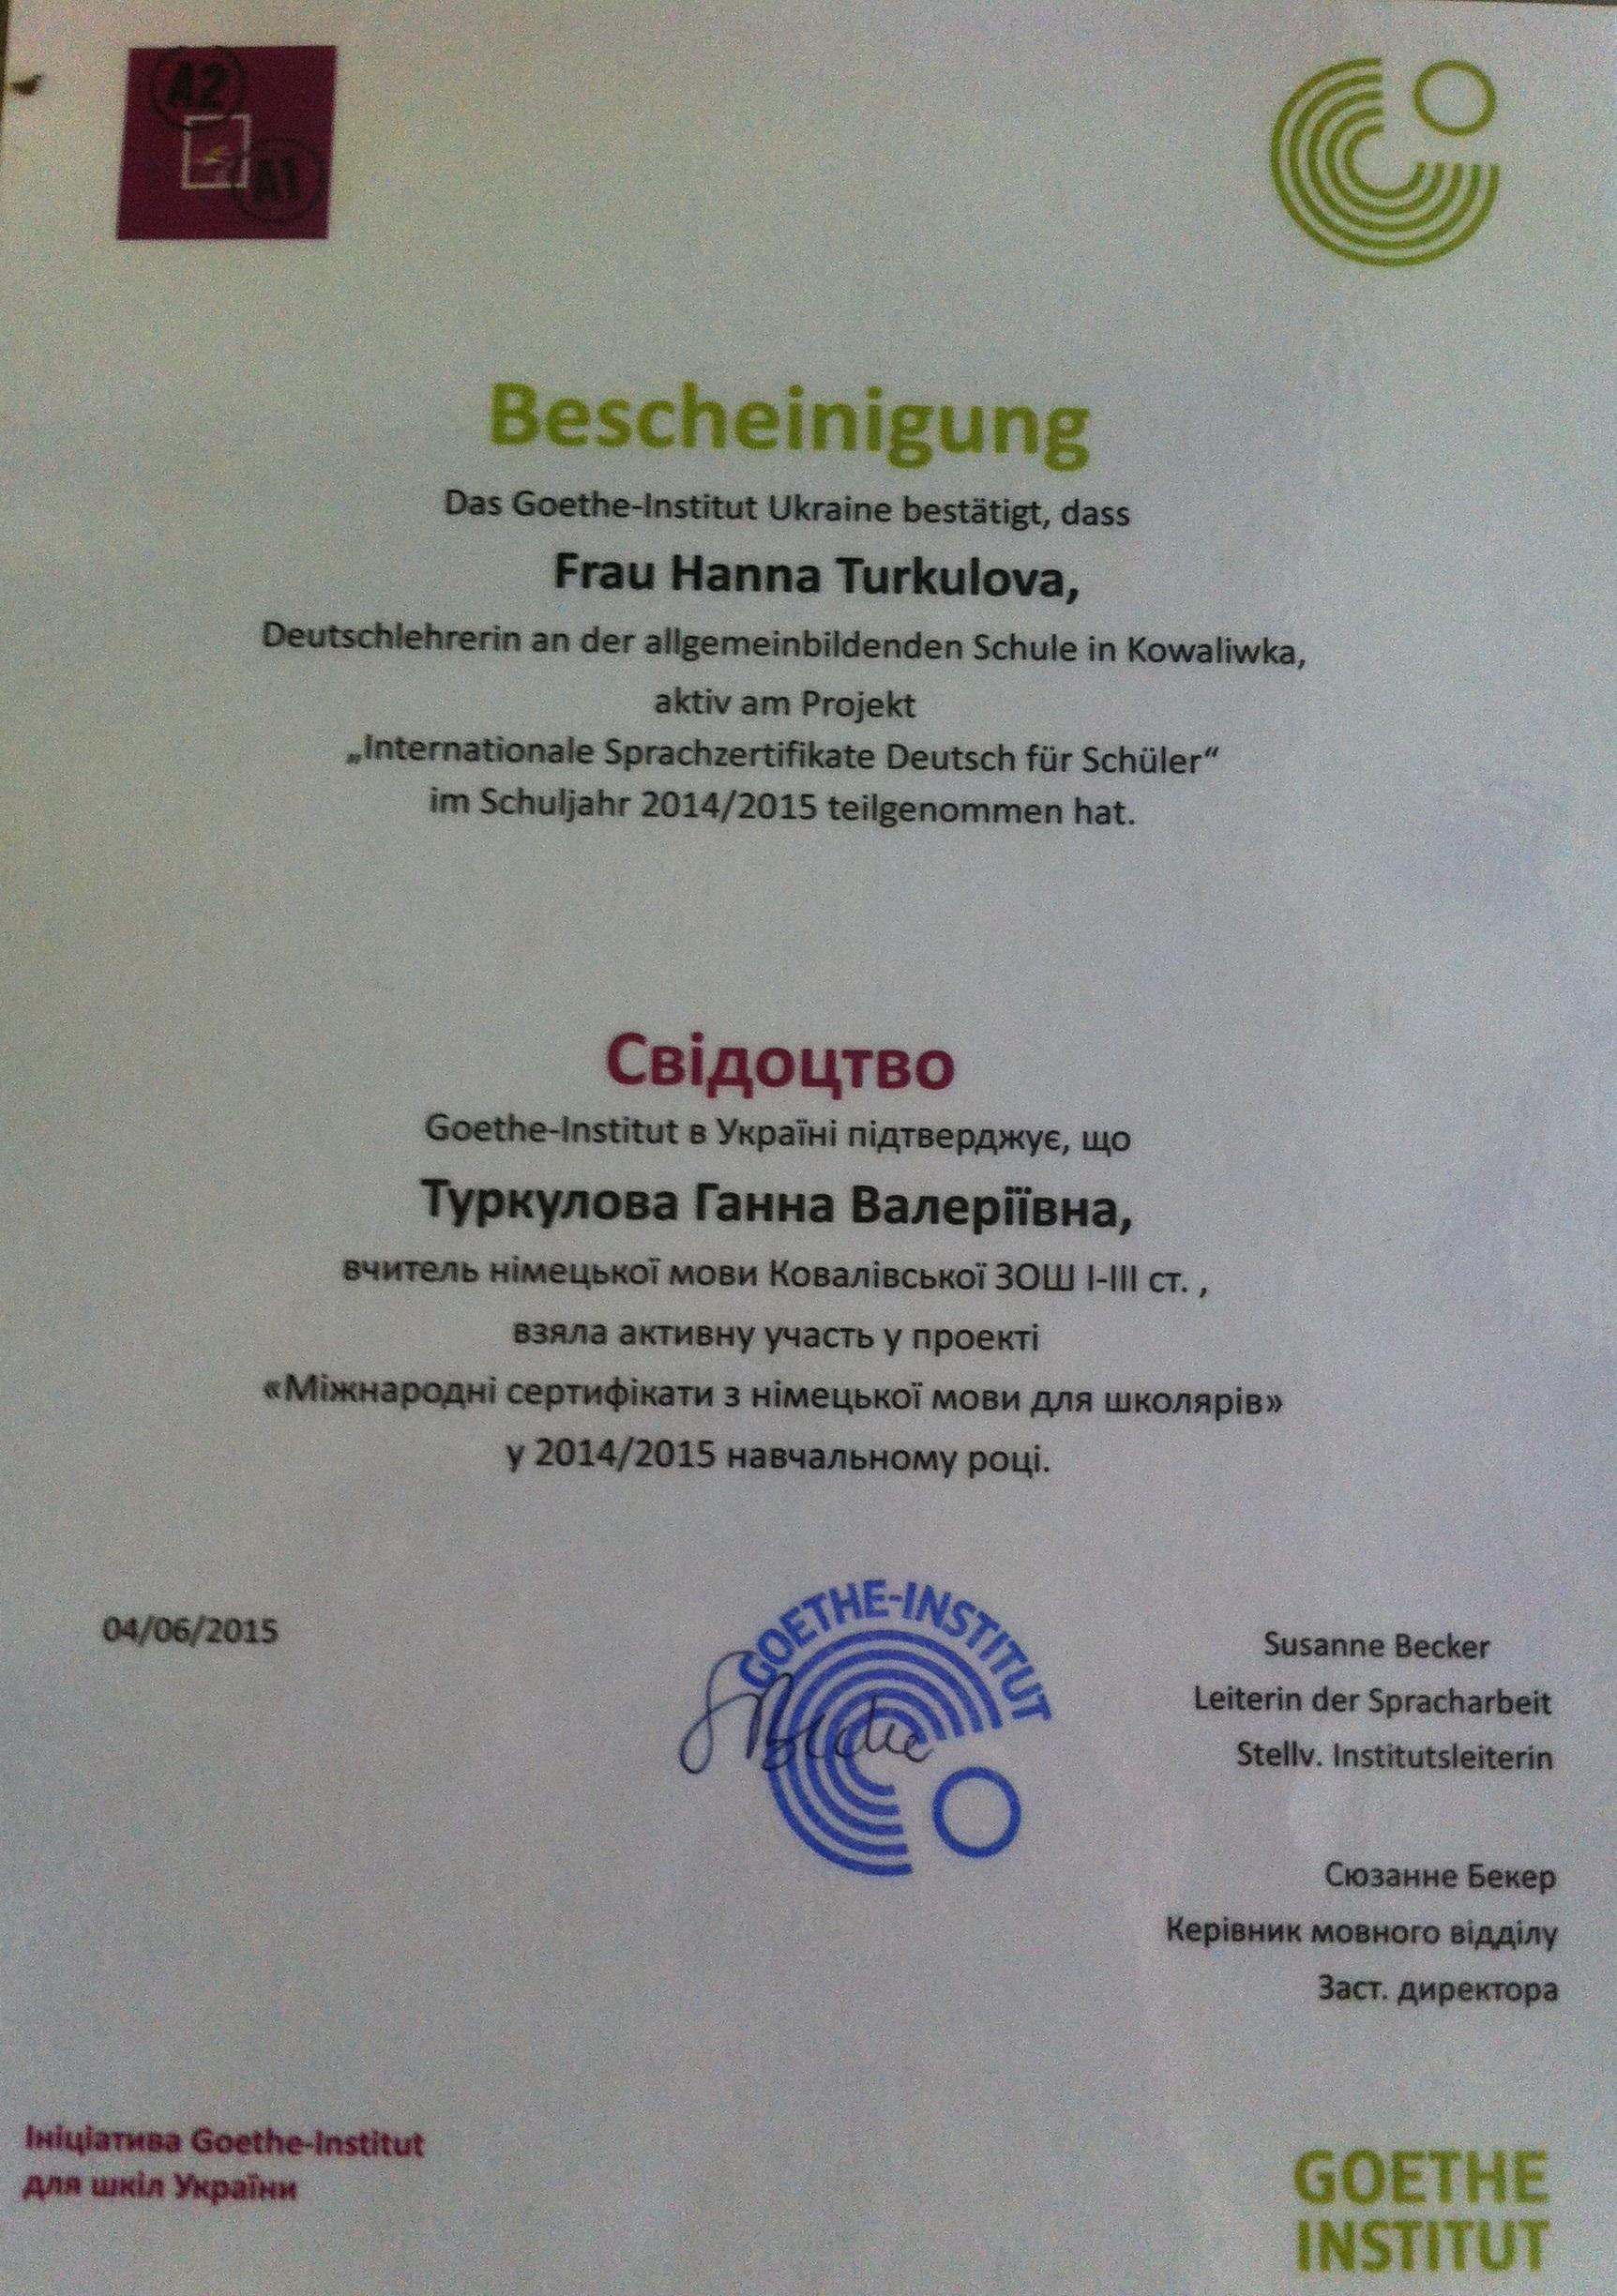 A2
A1
Bescheinigung
Das Goethe-Institut Ukraine bestätigt, dass
Frau Hanna Turkulova,
Deutschlehrerin an der allgemeinbildenden Schule in Kowaliwka,
aktiv am Projekt
„Internationale Sprachzertifikate Deutsch für Schüler“
im Schuljahr 2014/2015 teilgenommen hat.
Свідоцтво
Goethe-Institut в Україні підтверджує, що
Туркулова Ганна Валеріївна,
вчитель німецької мови Ковалівської ЗОШ І-ІІІ ст. ,
взяла активну участь у проекті
«Міжнародні сертифікати з німецької мови для школярів»
у 2014/2015 навчальному році.
04/06/2015
GOETHE-INSTITUT
Susanne Becker
Leiterin der Spracharbeit
Stellv. Institutsleiterin
Сюзанне Бекер
Керівник мовного відділу
Заст. директора
Ініціатива Goethe-Institut
для шкіл України
GOETHE
INSTITUT